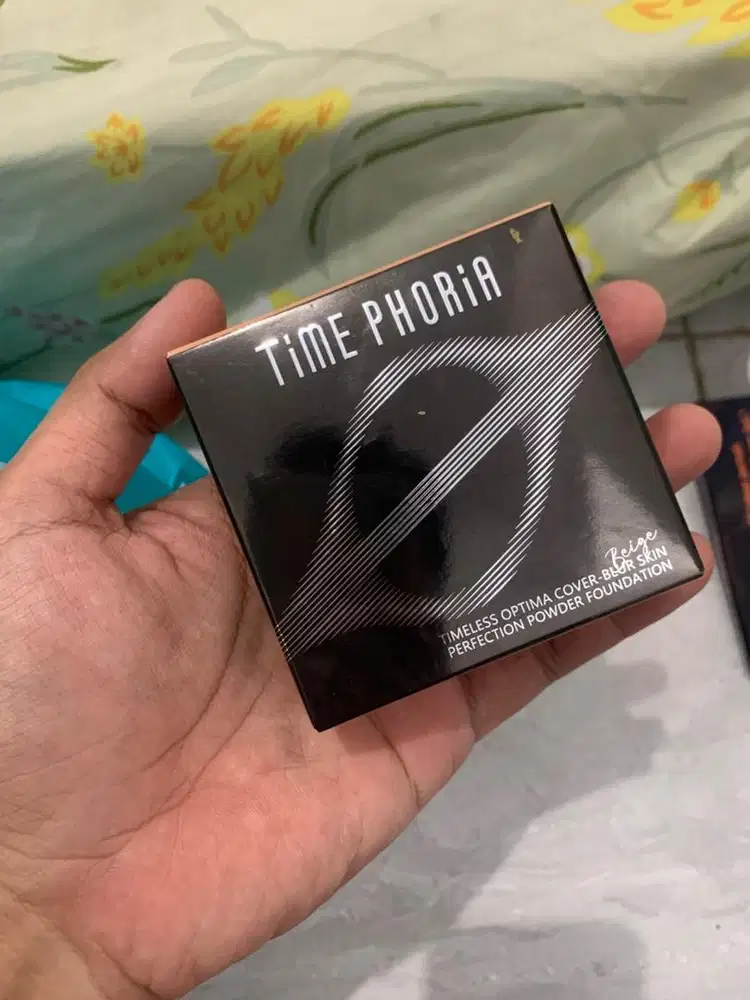 TiME PHORiA
Beige
TIMELESS OPTIMA COVER-BLUR SKIN
PERFECTION POWDER FOUNDATION